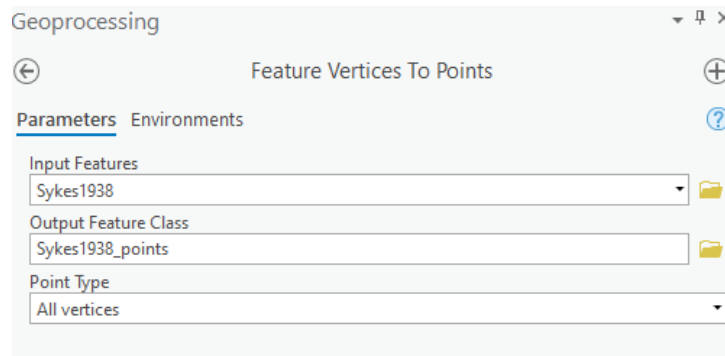 Geoprocessing
Feature Vertices To Points
Parameters Environments
Input Features
Sykes1938
Output Feature Class
Sykes1938_points
Point Type
All vertices